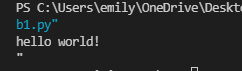 PS C:\Users\emily\OneDrive\Deskto
b1.py"
hello world!
"